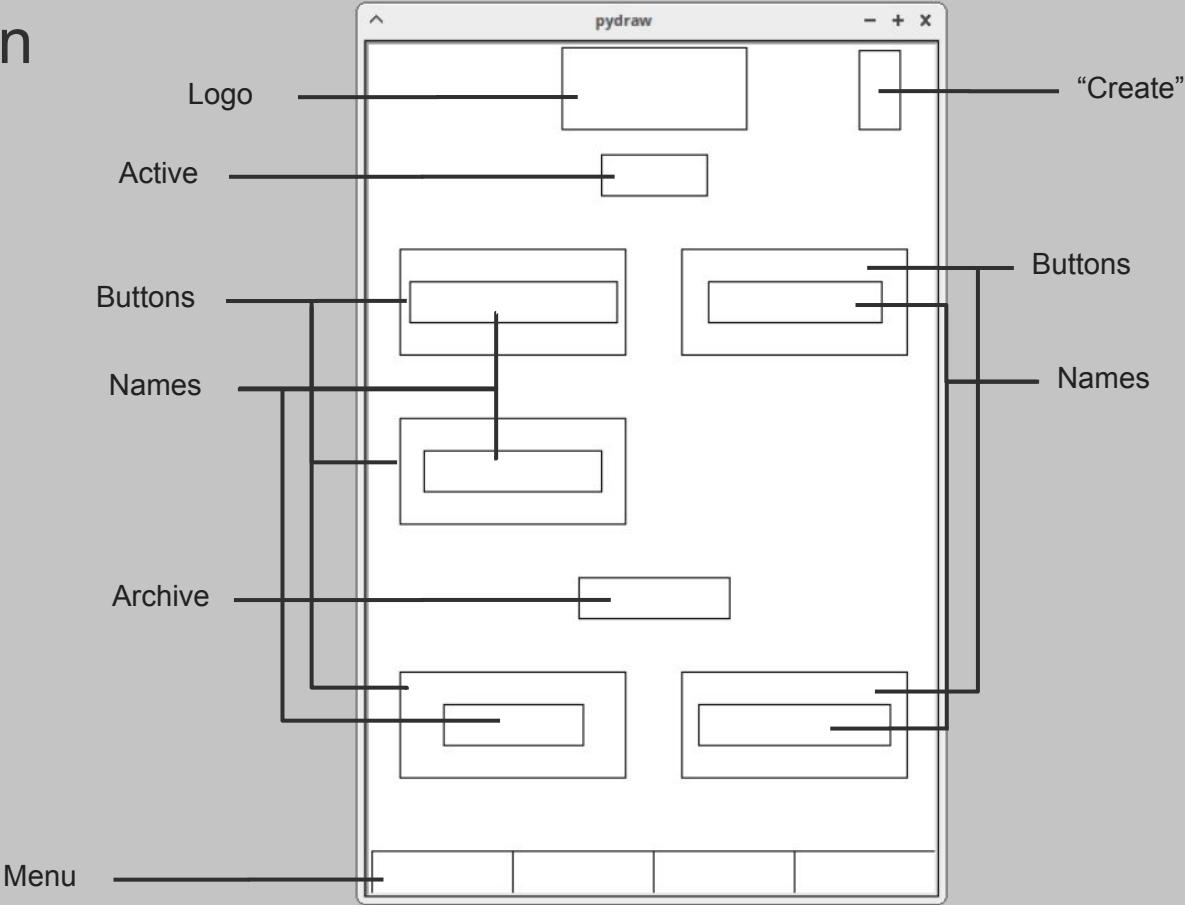 n
pydraw
Logo
“Create”
Active
Buttons
Buttons
Names
Names
Archive
Menu